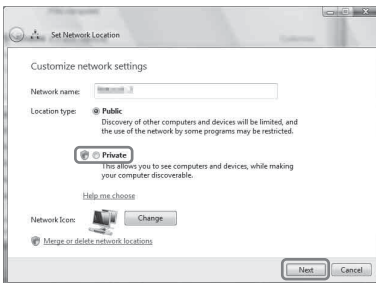 Set Network Location
Customize network settings
Network name:
Location type:
Public
Discovery of other computers and devices will be limited, and
the use of the network by some programs may be restricted.
Private
This allows you to see computers and devices, while making
your computer discoverable.
Help me choose
Network Icon:
Change
Merge or delete network locations
Next
Cancel